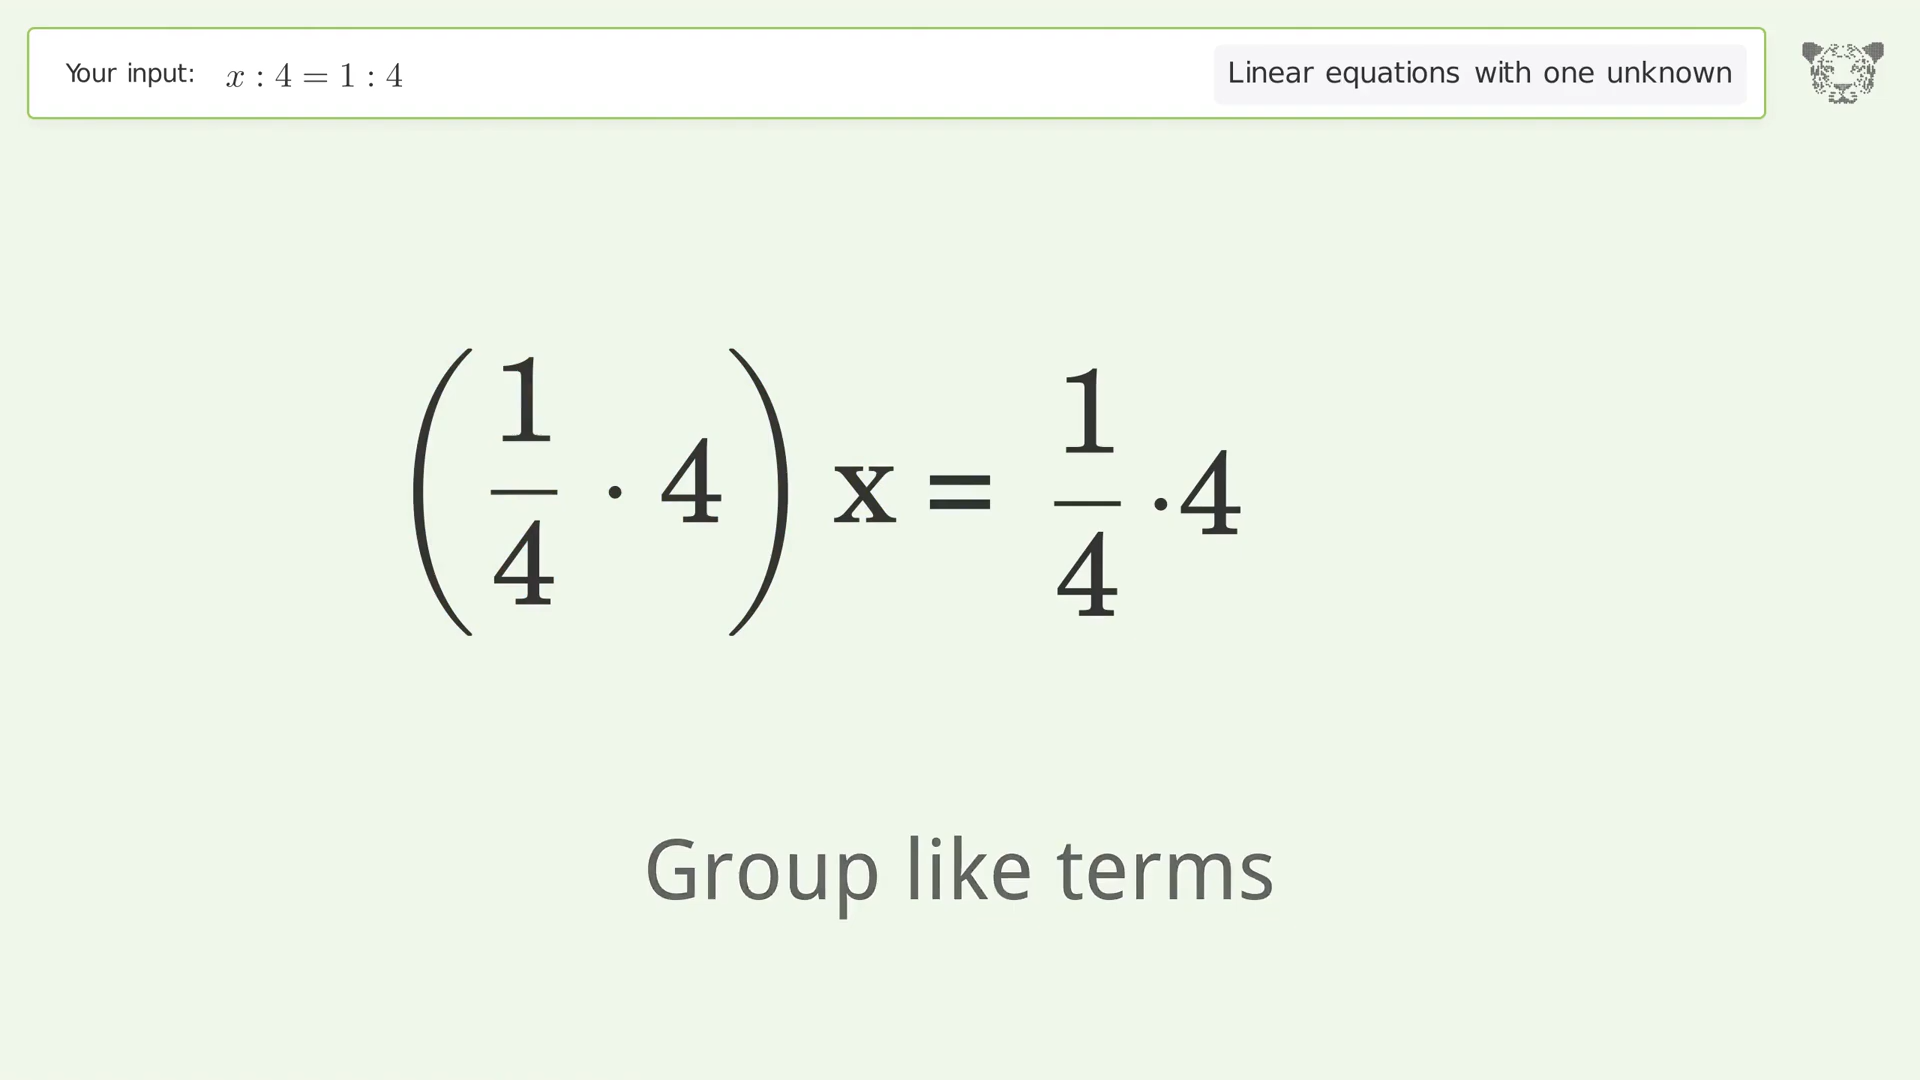 Your input: x : 4 = 1 : 4
Linear equations with one unknown
(1/4 · 4) x = 1/4 · 4
Group like terms